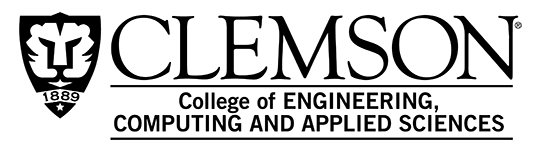 CLEMSON®
1889
College of ENGINEERING,
COMPUTING AND APPLIED SCIENCES